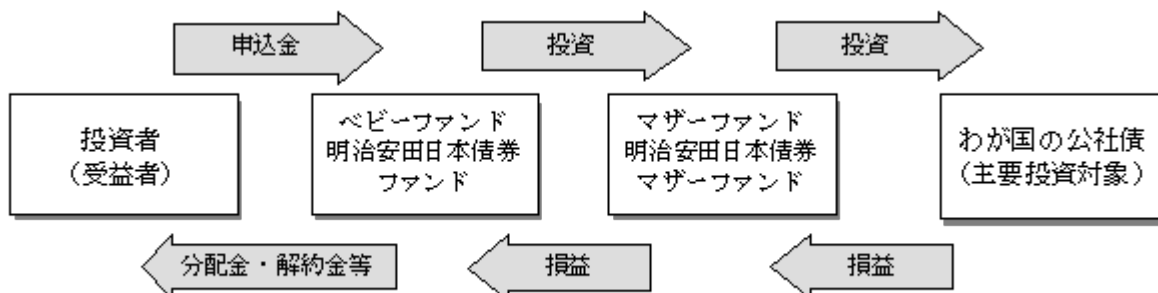 申込金
投資
投資
投資者
（受益者）
ベビーファンド
明治安田日本債券
ファンド
マザーファンド
明治安田日本債券
マザーファンド
わが国の公社債
（主要投資対象）
分配金・解約金等
損益
損益